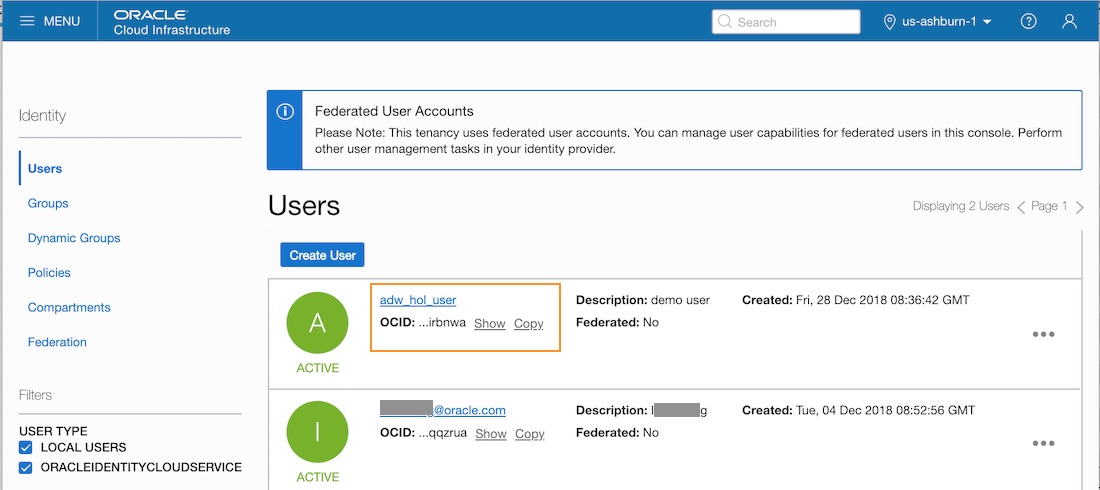 MENU
ORACLE
Cloud Infrastructure
Search
us-ashburn-1
?
Identity
Users
Groups
Dynamic Groups
Policies
Compartments
Federation
Filters
USER TYPE
LOCAL USERS
ORACLEIDENTITYCLOUDSERVICE
i
Federated User Accounts
Please Note: This tenancy uses federated user accounts. You can manage user capabilities for federated users in this console. Perform
other user management tasks in your identity provider.
Users
Displaying 2 Users < Page 1 >
Create User
A
ACTIVE
adw_hol_user
OCID: ...irbnwa Show Copy
Description: demo user
Federated: No
Created: Fri, 28 Dec 2018 08:36:42 GMT
I
ACTIVE
@oracle.com
OCID: ...qqzrua Show Copy
Description: l g
Federated: No
Created: Tue, 04 Dec 2018 08:52:56 GMT